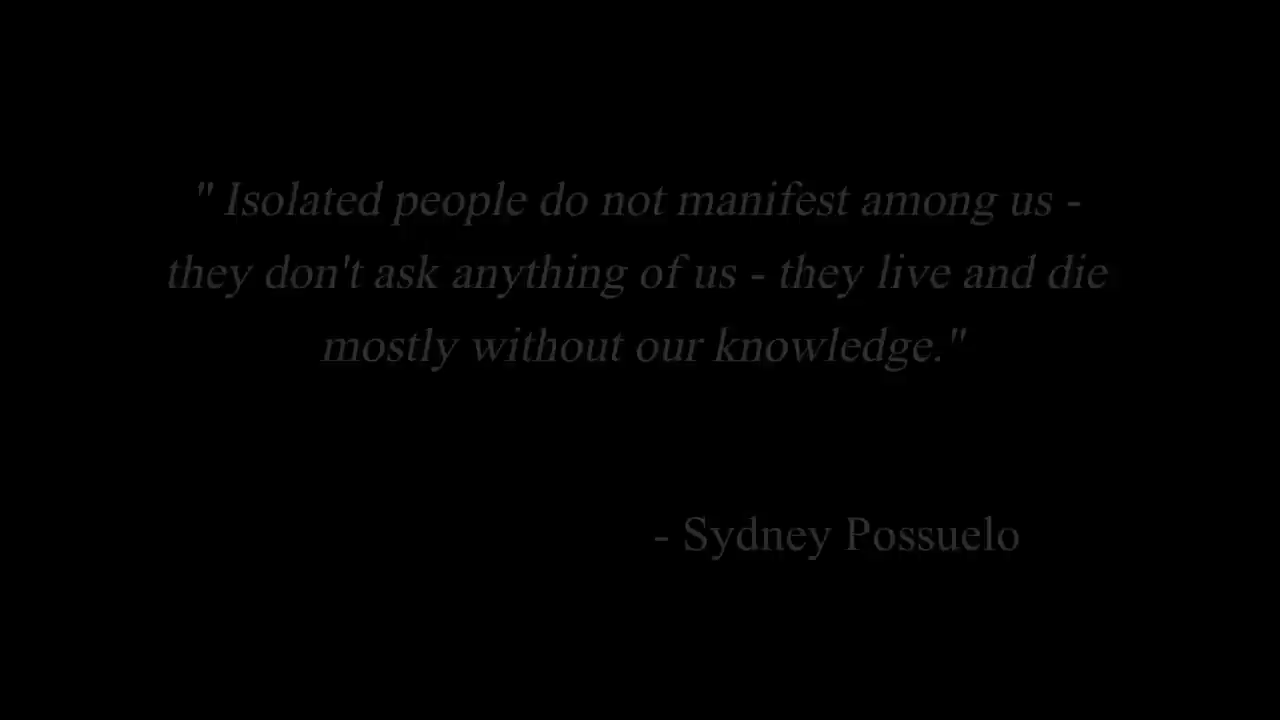 " Isolated people do not manifest among us -
they don't ask anything of us - they live and die
mostly without our knowledge."
- Sydney Possuelo